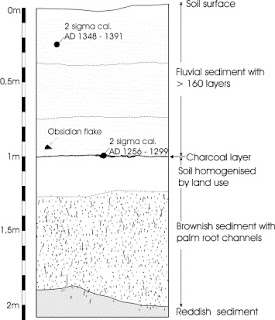 0m
Soil surface
2 sigma cal.
AD 1348 - 1391
Fluvial sediment with
> 160 layers
0,5m
Obsidian flake
2 sigma cal.
AD 1256 - 1299
1m
Charcoal layer
Soil homogenised
by land use
1,5m
Brownish sediment with
palm root channels
2m
Reddish sediment